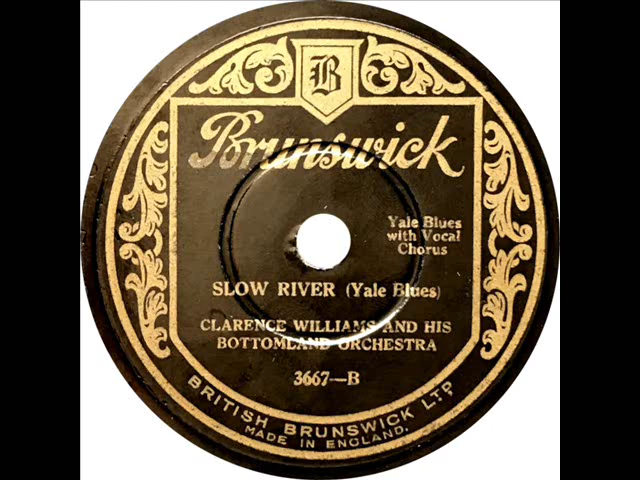 B
Brunswick
Yale Blues
with Vocal
Chorus
SLOW RIVER (Yale Blues)
CLARENCE WILLIAMS AND HIS
BOTTOMLAND ORCHESTRA
3667—B
BRITISH BRUNSWICK LTD
MADE IN ENGLAND.